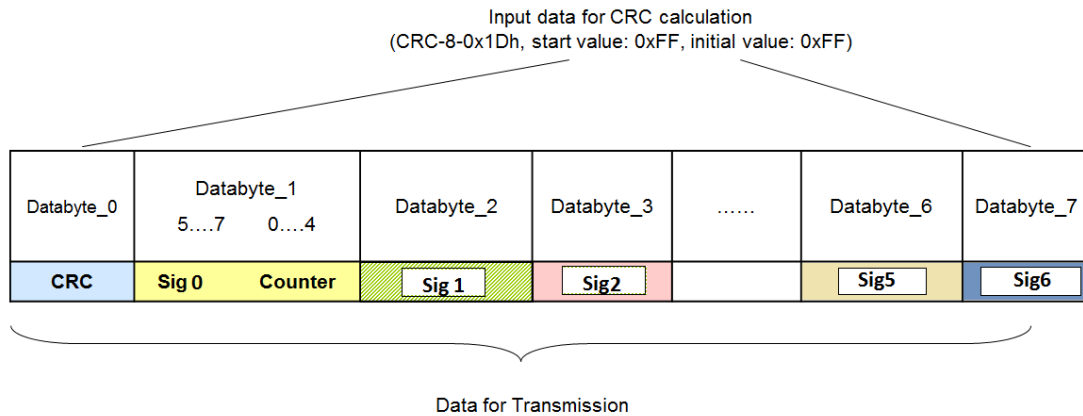 Input data for CRC calculation
(CRC-8-0x1Dh, start value: 0xFF, initial value: 0xFF)
Databyte_0
Databyte_1
5....7 0....4
Databyte_2
Databyte_3
......
Databyte_6
Databyte_7
CRC
Sig 0 Counter
Sig 1
Sig2
Sig5
Sig6
Data for Transmission